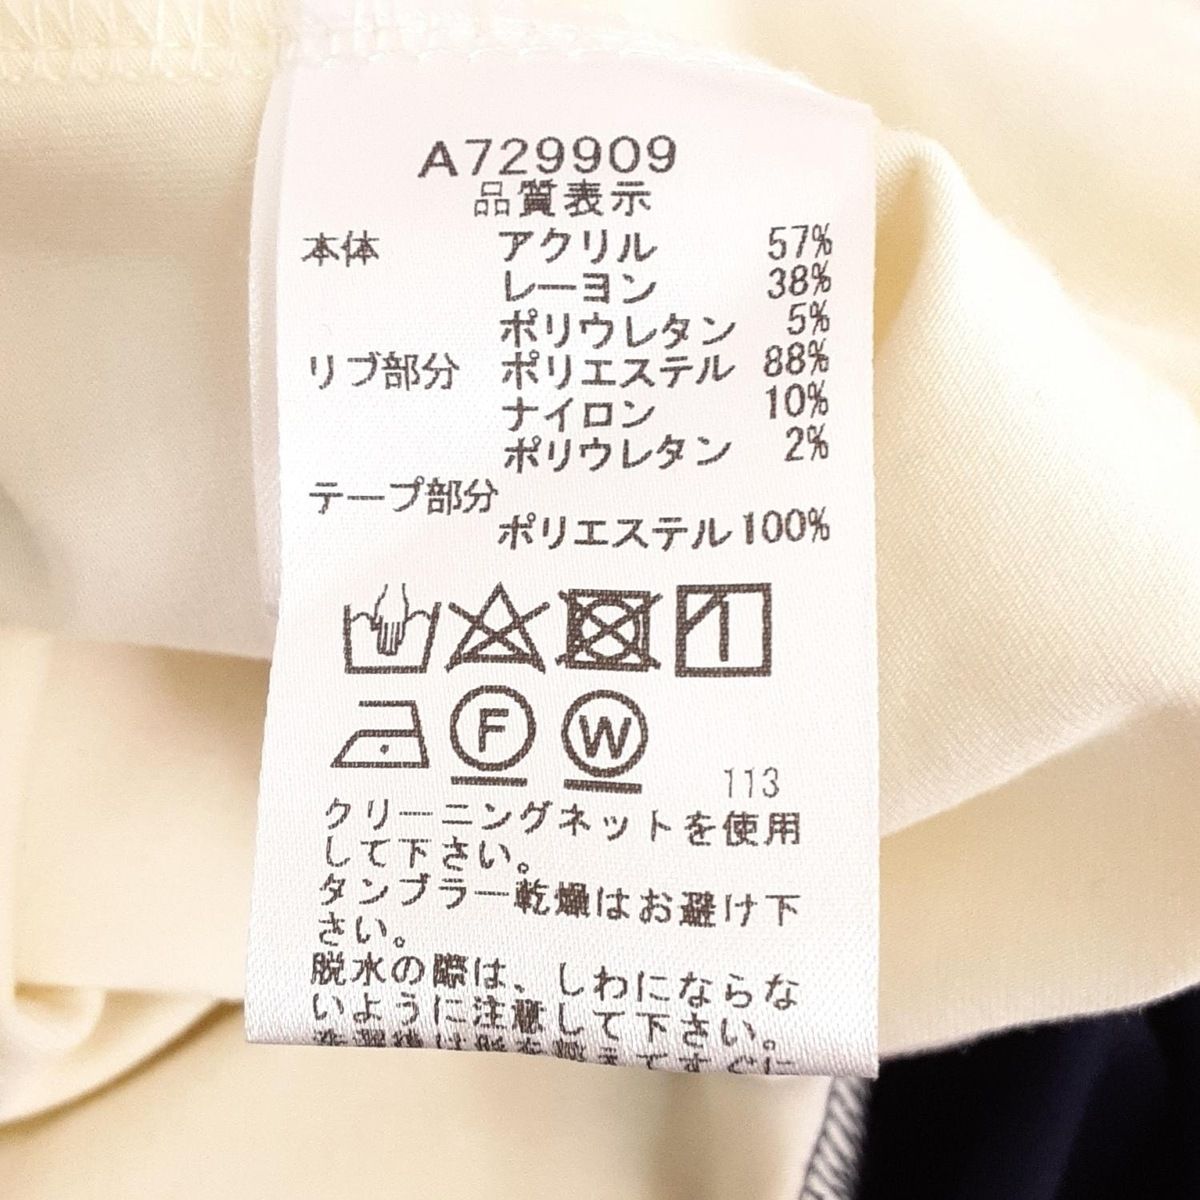 A729909
品質表示
本体 アクリル 57%
レーヨン 38%
ポリウレタン 5%
リブ部分 ポリエステル 88%
ナイロン 10%
ポリウレタン 2%
テープ部分
ポリエステル 100%
F W
113
クリーニングネットを使用
して下さい。
タンブラー乾燥はお避け下
さい。
脱水の際は、しわにならな
いように注意して下さい。